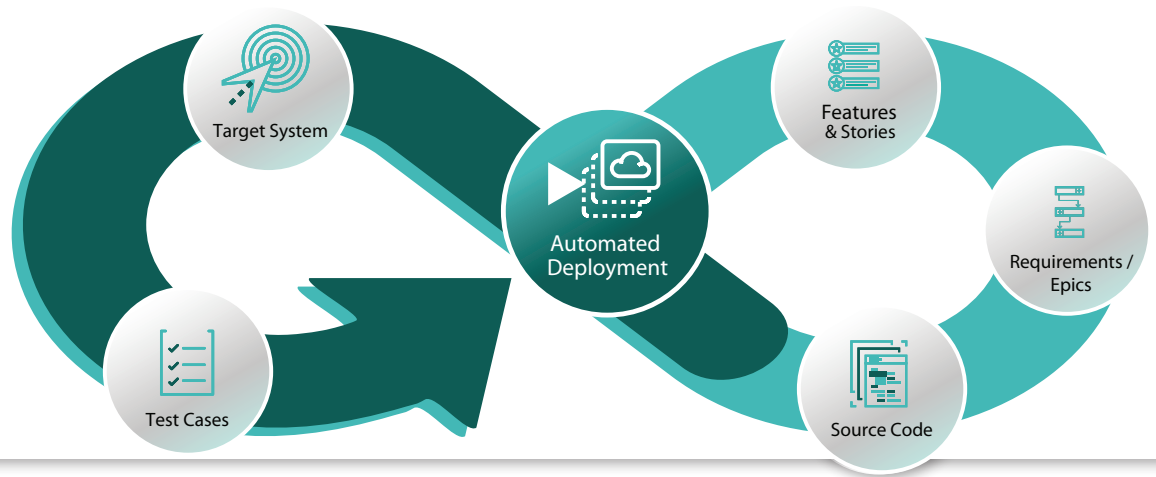 Target System
Features
& Stories
Automated
Deployment
Requirements /
Epics
Test Cases
Source Code